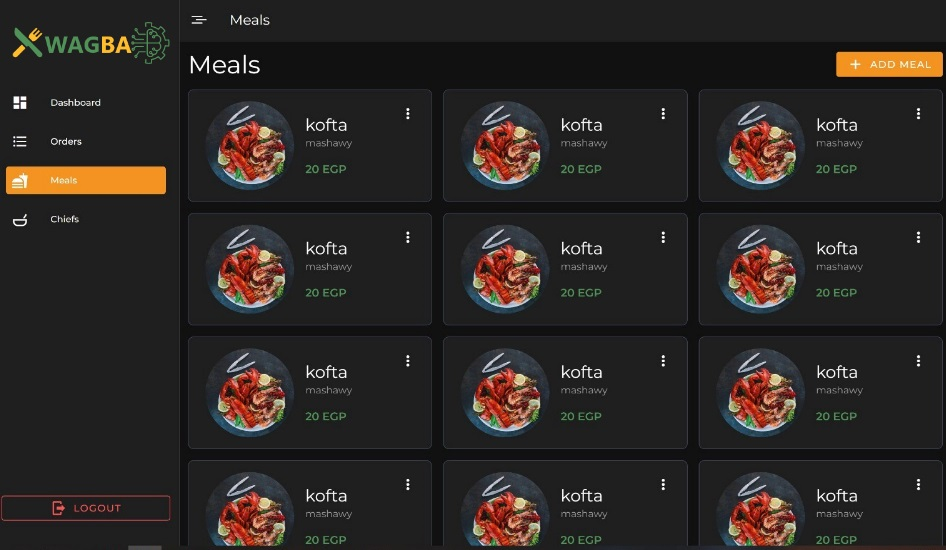 WAGBA
Meals
Meals
+ ADD MEAL
Dashboard
Orders
Meals
Chiefs
LOGOUT
kofta
mashawy
20 EGP
kofta
mashawy
20 EGP
kofta
mashawy
20 EGP
kofta
mashawy
20 EGP
kofta
mashawy
20 EGP
kofta
mashawy
20 EGP
kofta
mashawy
20 EGP
kofta
mashawy
20 EGP
kofta
mashawy
20 EGP
kofta
mashawy
20 EGP
kofta
mashawy
20 EGP
kofta
mashawy
20 EGP